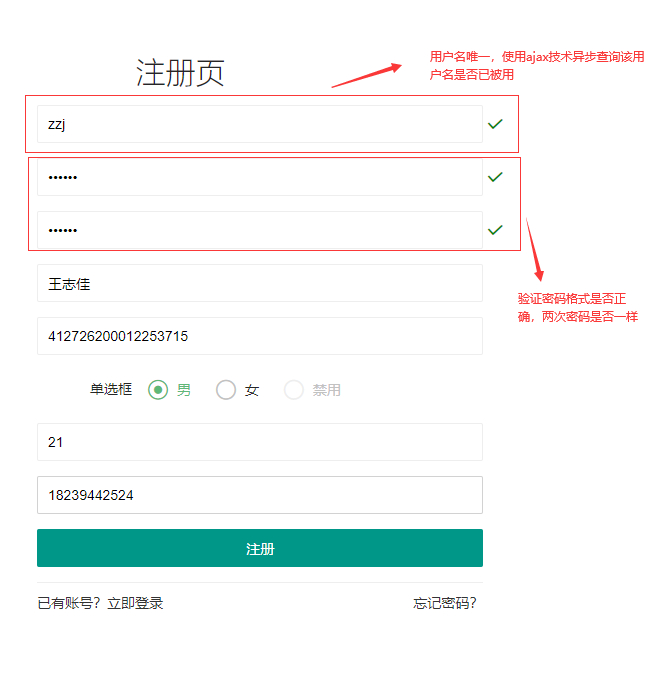 注册页
用户名唯一，使用ajax技术异步查询该用
户名是否已被用
zzj
••••••
••••••
王志佳
412726200012253715
验证密码格式是否正
确，两次密码是否一样
单选框 男 女 禁用
21
18239442524
注册
已有账号？立即登录 忘记密码？